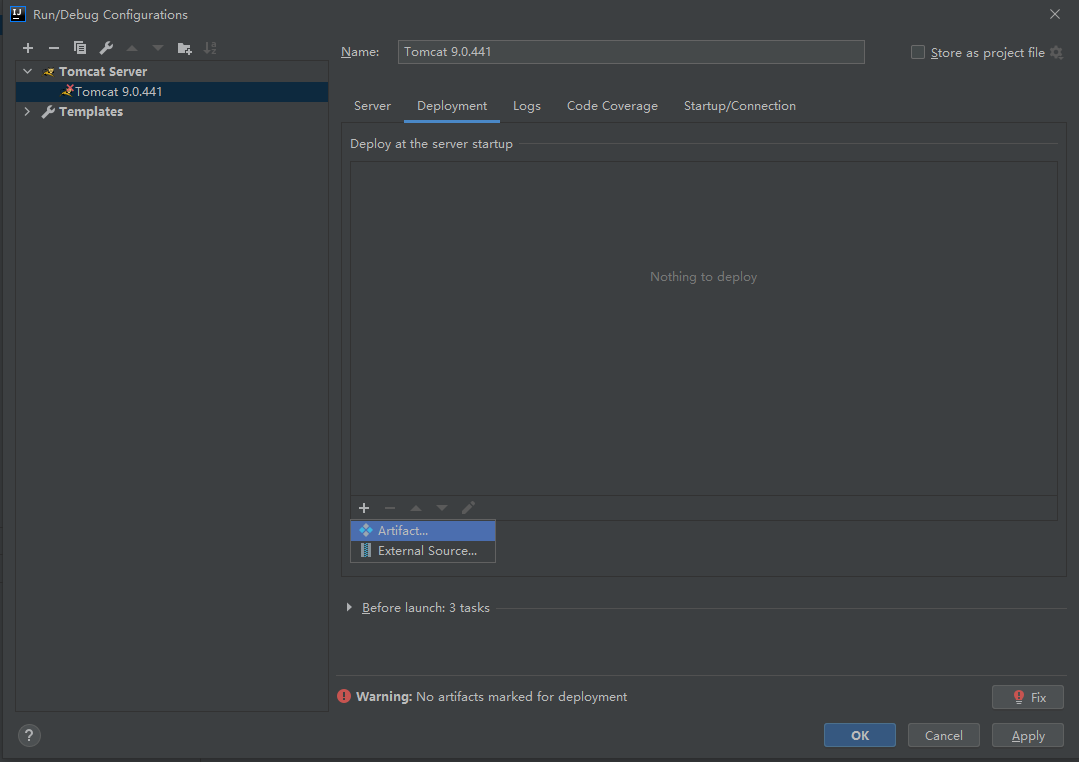 Run/Debug Configurations
Name: Tomcat 9.0.441
Store as project file
Tomcat Server
Tomcat 9.0.441
Templates
Server Deployment Logs Code Coverage Startup/Connection
Deploy at the server startup
Nothing to deploy
Artifact...
External Source...
Before launch: 3 tasks
Warning: No artifacts marked for deployment
Fix
? OK Cancel Apply